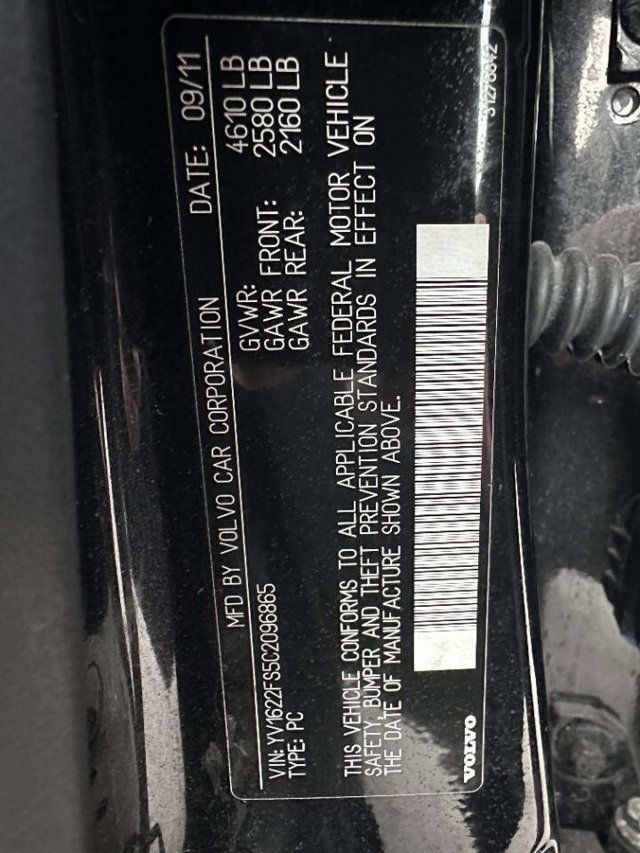 MFD BY VOLVO CAR CORPORATION DATE: 09/11
GVWR: 4610 LB
GAWR FRONT: 2580 LB
GAWR REAR: 2160 LB
VIN: YV1622FS5C2096865
TYPE: PC
THIS VEHICLE CONFORMS TO ALL APPLICABLE FEDERAL MOTOR VEHICLE
SAFETY, BUMPER AND THEFT PREVENTION STANDARDS IN EFFECT ON
THE DATE OF MANUFACTURE SHOWN ABOVE.
VOLVO